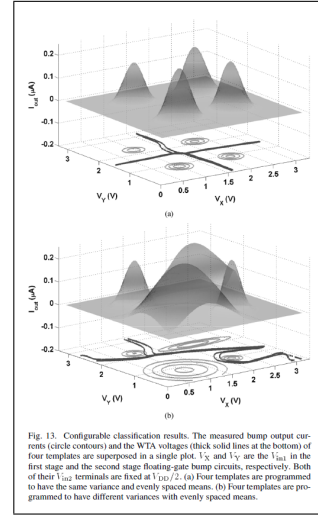 0.2
0.1
0
-0.1
-0.2
I_out (μA)
3
2
1
0
V_Y (V)
0.5
1
1.5
2
2.5
3
V_X (V)
(a)
0.2
0.1
0
-0.1
-0.2
I_out (μA)
3
2
1
0
V_Y (V)
0.5
1
1.5
2
2.5
3
V_X (V)
(b)
Fig. 13. Configurable classification results. The measured bump output cur-
rents (circle contours) and the WTA voltages (thick solid lines at the bottom) of
four templates are superposed in a single plot. V_X and V_Y are the V_in1 in the
first stage and the second stage floating-gate bump circuits, respectively. Both
of their V_in2 terminals are fixed at V_DD/2. (a) Four templates are programmed
to have the same variance and evenly spaced means. (b) Four templates are pro-
grammed to have different variances with evenly spaced means.